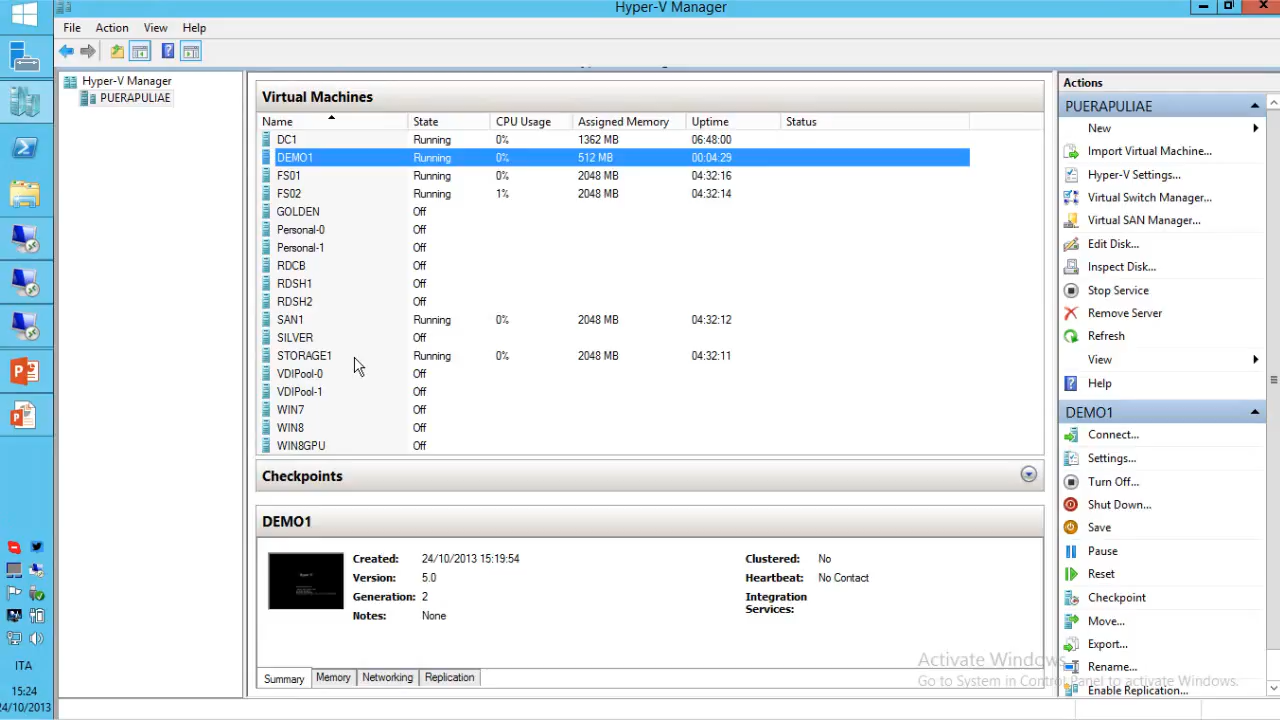 Hyper-V Manager
File Action View Help
Hyper-V Manager
PUERAPULIAE
Virtual Machines
Name State CPU Usage Assigned Memory Uptime Status
DC1 Running 0% 1362 MB 06:48:00
DEMO1 Running 0% 512 MB 00:04:29
FS01 Running 0% 2048 MB 04:32:16
FS02 Running 1% 2048 MB 04:32:14
GOLDEN Off
Personal-0 Off
Personal-1 Off
RDCB Off
RDSH1 Off
RDSH2 Off
SAN1 Running 0% 2048 MB 04:32:12
SILVER Off
STORAGE1 Running 0% 2048 MB 04:32:11
VDIPool-0 Off
VDIPool-1 Off
WIN7 Off
WIN8 Off
WIN8GPU Off
Checkpoints
DEMO1
Created: 24/10/2013 15:19:54
Version: 5.0
Generation: 2
Notes: None
Clustered: No
Heartbeat: No Contact
Integration
Services:
Summary Memory Networking Replication
Actions
PUERAPULIAE
New
Import Virtual Machine...
Hyper-V Settings...
Virtual Switch Manager...
Virtual SAN Manager...
Edit Disk...
Inspect Disk...
Stop Service
Remove Server
Refresh
View
Help
DEMO1
Connect...
Settings...
Turn Off...
Shut Down...
Save
Pause
Reset
Checkpoint
Move...
Export...
Rename...
Enable Replication...
Activate Windows
Go to System in Control Panel to activate Windows.
ITA
15:24
24/10/2013